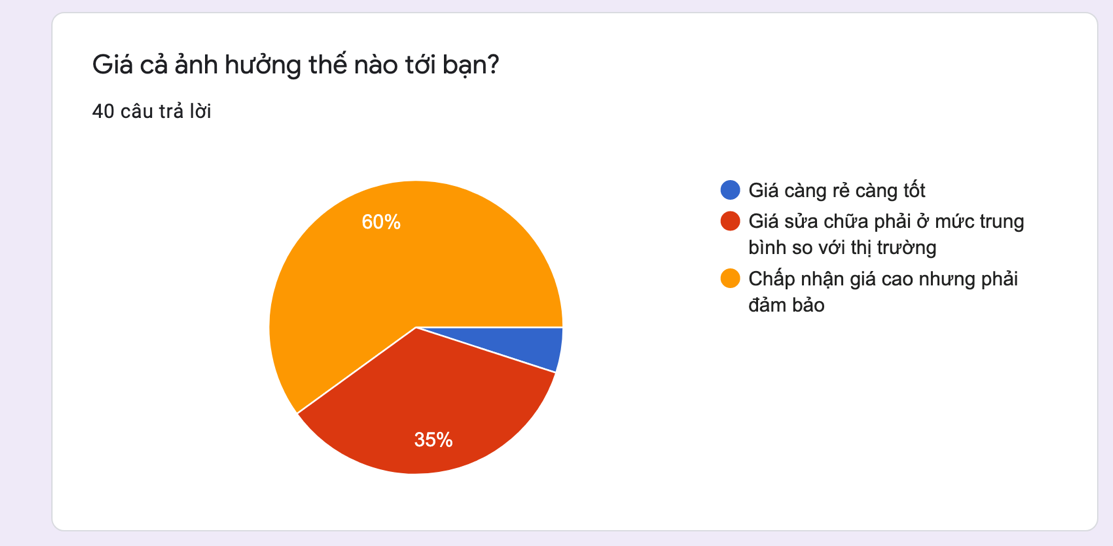 Giá cả ảnh hưởng thế nào tới bạn?
40 câu trả lời
60%
35%
Giá càng rẻ càng tốt
Giá sửa chữa phải ở mức trung
bình so với thị trường
Chấp nhận giá cao nhưng phải
đảm bảo